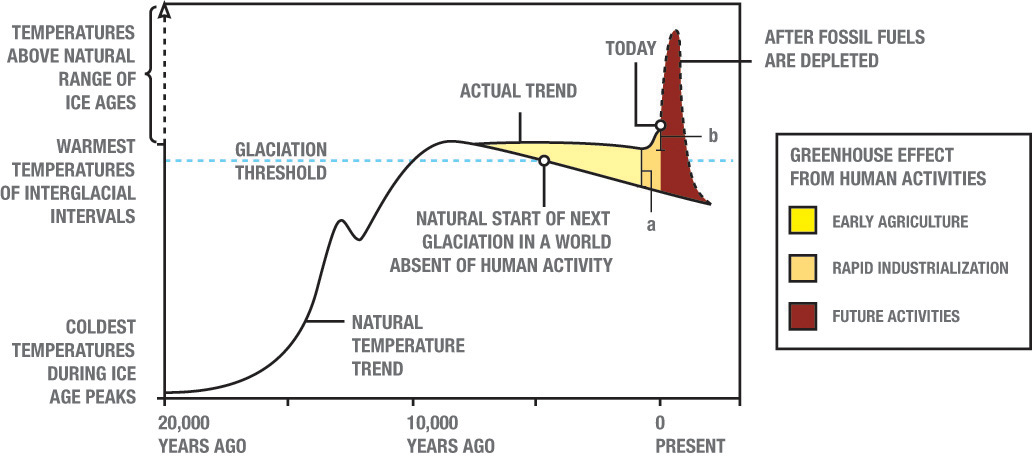 TEMPERATURES
ABOVE NATURAL
RANGE OF
ICE AGES
WARMEST
TEMPERATURES
OF INTERGLACIAL
INTERVALS
COLDEST
TEMPERATURES
DURING ICE
AGE PEAKS
GLACIATION
THRESHOLD
ACTUAL TREND
TODAY
AFTER FOSSIL FUELS
ARE DEPLETED
b
a
NATURAL START OF NEXT
GLACIATION IN A WORLD
ABSENT OF HUMAN ACTIVITY
NATURAL
TEMPERATURE
TREND
20,000
YEARS AGO
10,000
YEARS AGO
0
PRESENT
GREENHOUSE EFFECT
FROM HUMAN ACTIVITIES
EARLY AGRICULTURE
RAPID INDUSTRIALIZATION
FUTURE ACTIVITIES